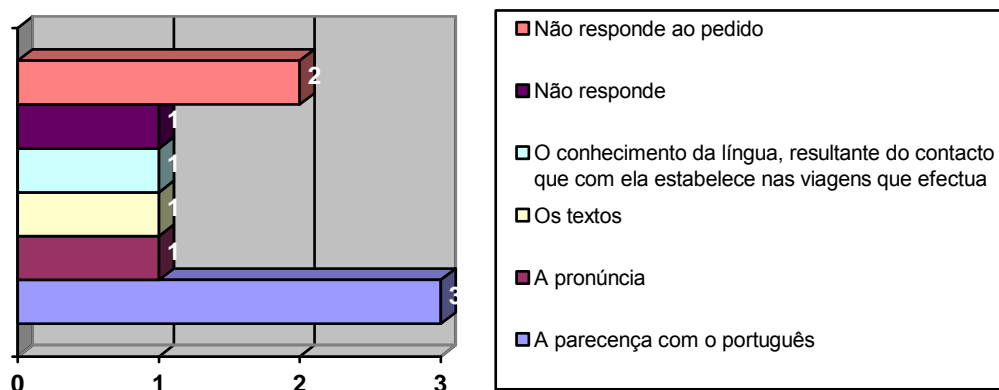 2
1
1
1
1
3
0 1 2 3
Não responde ao pedido
Não responde
O conhecimento da língua, resultante do contacto
que com ela estabelece nas viagens que efectua
Os textos
A pronúncia
A parecença com o português